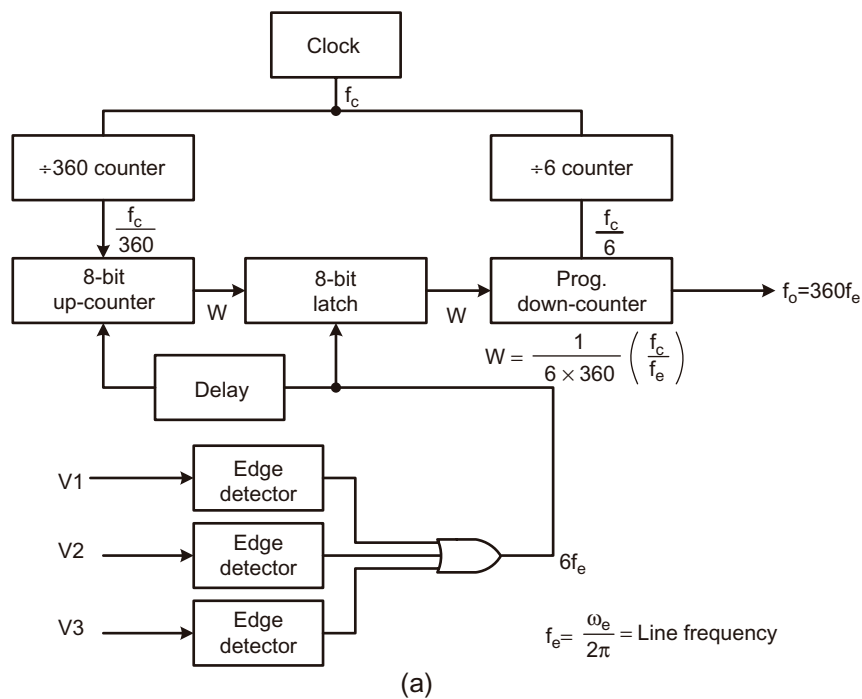 Clock
f_c
÷360 counter
÷6 counter
f_c/360
f_c/6
8-bit
up-counter
W
8-bit
latch
W
Prog.
down-counter
f_o=360f_e
W = 1/(6 × 360) (f_c/f_e)
Delay
V1
Edge
detector
V2
Edge
detector
6f_e
V3
Edge
detector
f_e= ω_e/2π = Line frequency
(a)